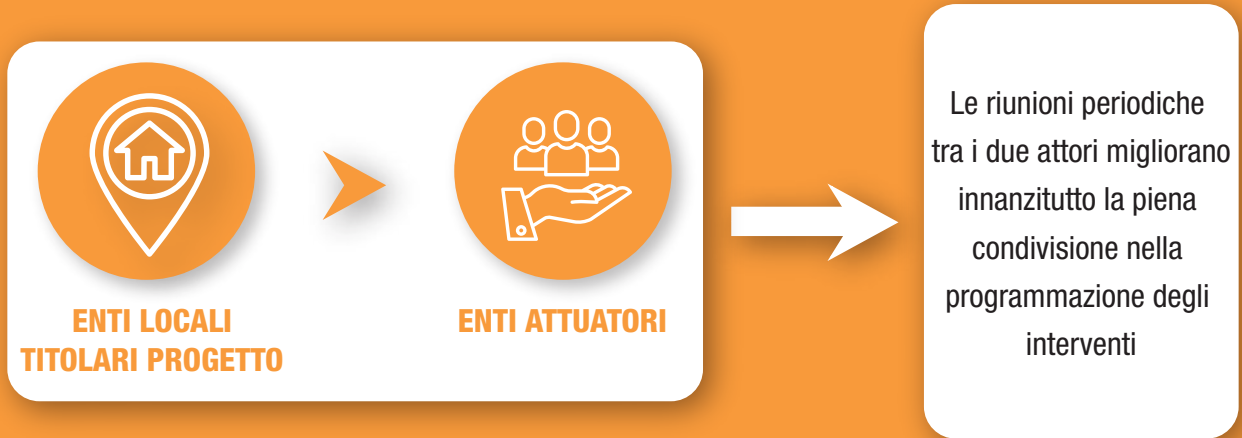 ENTI LOCALI
TITOLARI PROGETTO
ENTI ATTUATORI
Le riunioni periodiche
tra i due attori migliorano
innanzitutto la piena
condivisione nella
programmazione degli
interventi